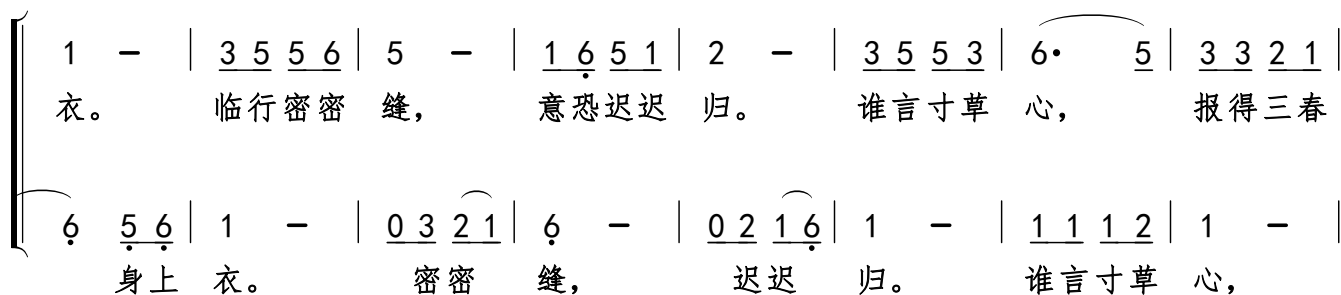 1 – | 3 5 5 6 | 5 – | 1 6̣ 5 1 | 2 – | 3 5 5 3 | 6· 5 | 3 3 2 1 |
衣。 临行密密 缝， 意恐迟迟 归。 谁言寸草 心， 报得三春
6̣ 5̣ 6̣ | 1 – | 0 3 2 1 | 6̣ – | 0 2 1 6̣ | 1 – | 1 1 1 2 | 1 – |
身上 衣。 密密 缝， 迟迟 归。 谁言寸草 心，